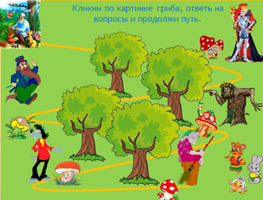 Кликни по картинке гриба, ответь на
вопросы и продолжи путь.